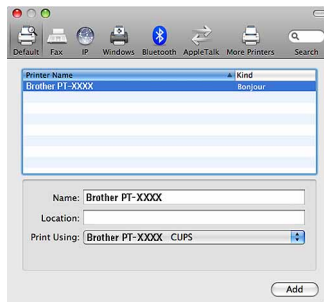 Default Fax IP Windows Bluetooth AppleTalk More Printers Search
Printer Name Kind
Brother PT-XXXX Bonjour
Name: Brother PT-XXXX
Location:
Print Using: Brother PT-XXXX CUPS
Add